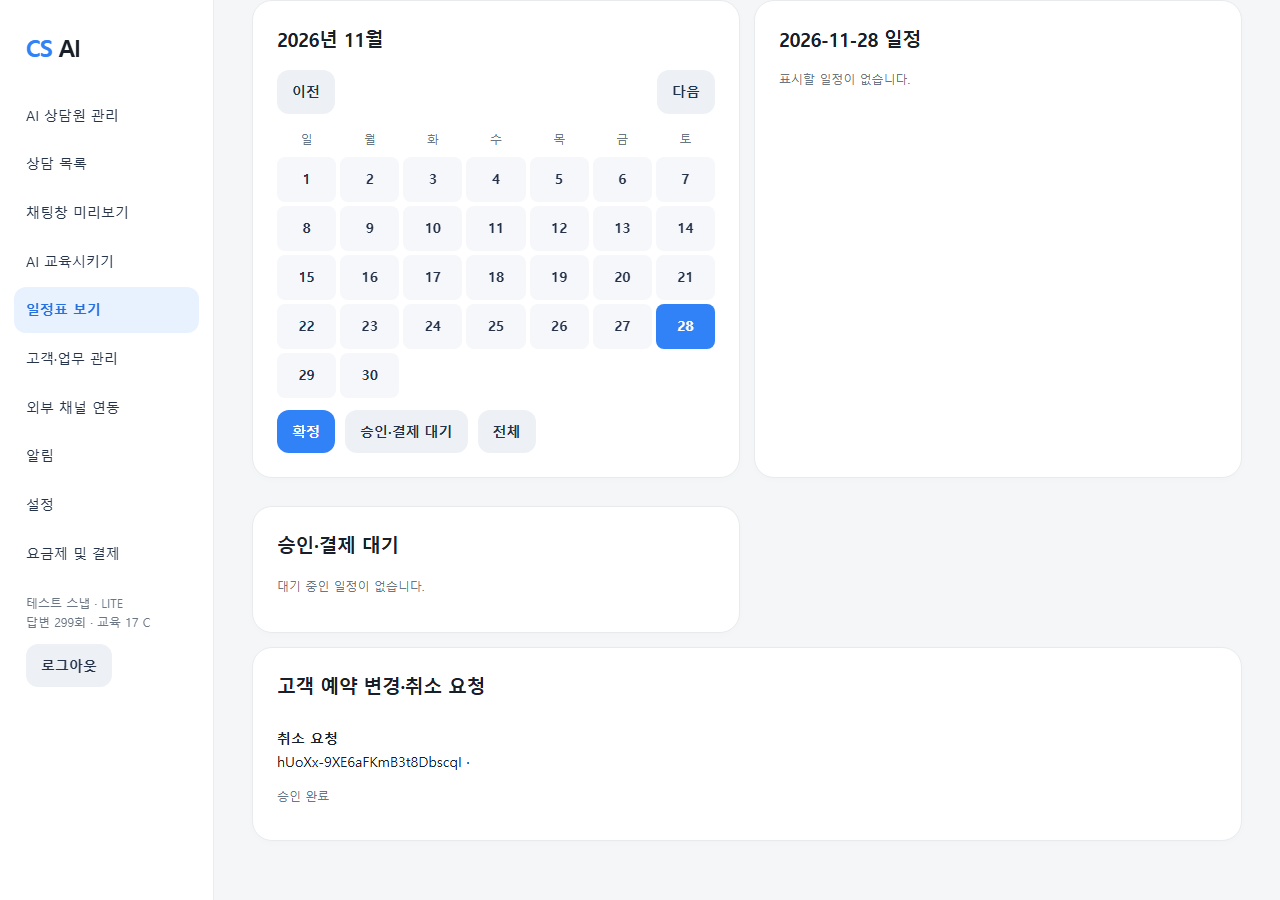 CS AI
AI 상담원 관리
상담 목록
채팅창 미리보기
AI 교육시키기
일정표 보기
고객·업무 관리
외부 채널 연동
알림
설정
요금제 및 결제
테스트 스냅 · LITE
답변 299회 · 교육 17 C
로그아웃
2026년 11월
이전 다음
일 월 화 수 목 금 토
1 2 3 4 5 6 7
8 9 10 11 12 13 14
15 16 17 18 19 20 21
22 23 24 25 26 27 28
29 30
확정 승인·결제 대기 전체
2026-11-28 일정
표시할 일정이 없습니다.
승인·결제 대기
대기 중인 일정이 없습니다.
고객 예약 변경·취소 요청
취소 요청
hUoXx-9XE6aFKmB3t8DbscqI ·
승인 완료